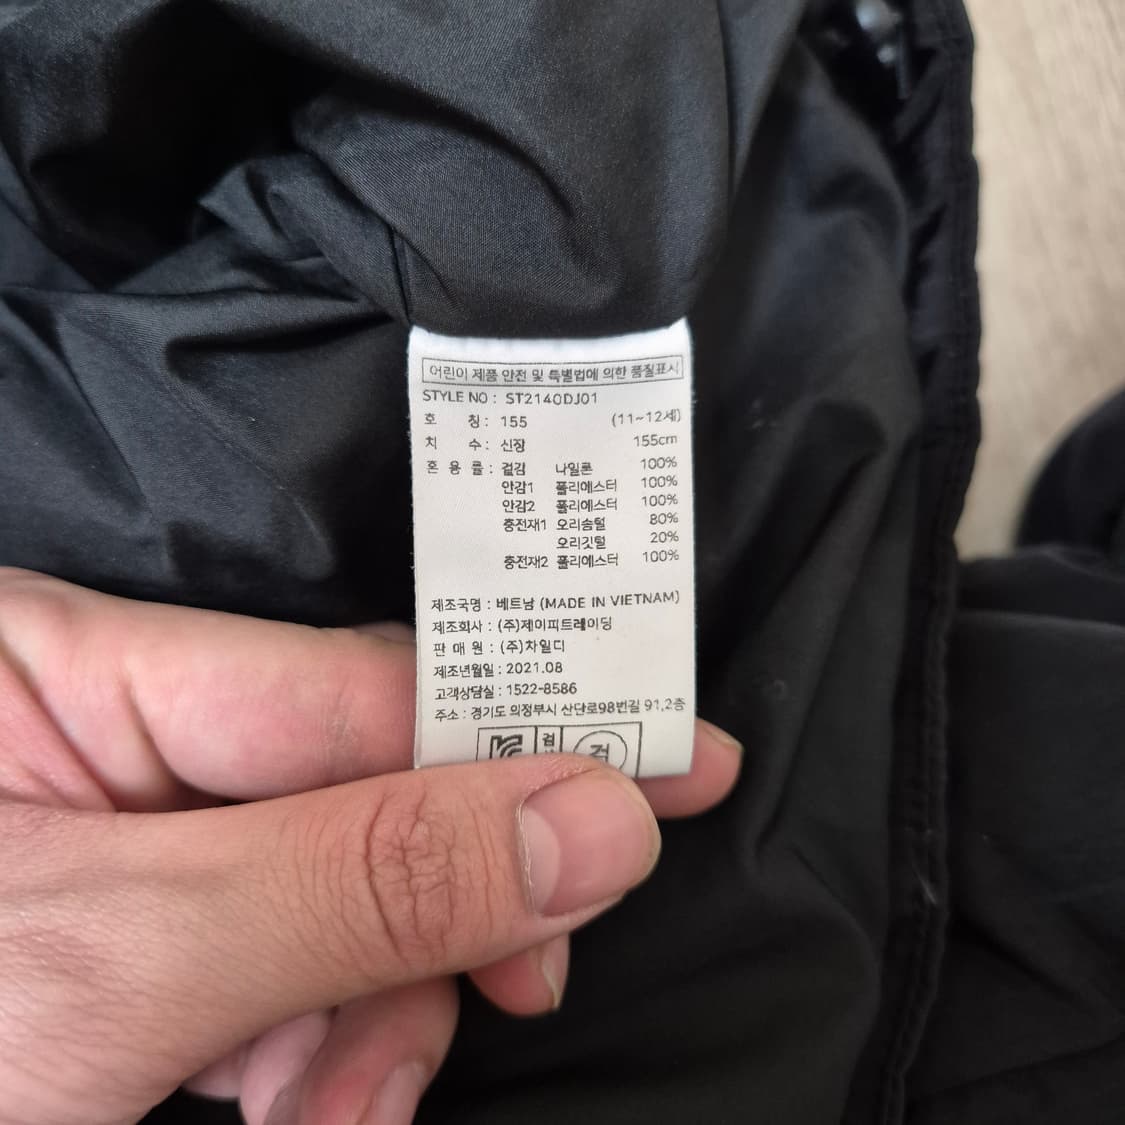 어린이 제품 안전 및 특별법에 의한 품질표시
STYLE NO : ST2140DJ01
호 칭 : 155 (11~12세)
치 수 : 신장 155cm
혼 용 률 : 겉감 나일론 100%
안감1 폴리에스터 100%
안감2 폴리에스터 100%
충전재1 오리솜털 80%
오리깃털 20%
충전재2 폴리에스터 100%
제조국명 : 베트남 (MADE IN VIETNAM)
제조회사 : (주)제이피트레이딩
판 매 원 : (주)차일디
제조년월일 : 2021.08
고객상담실 : 1522-8586
주소 : 경기도 의정부시 산단로98번길 91,2층